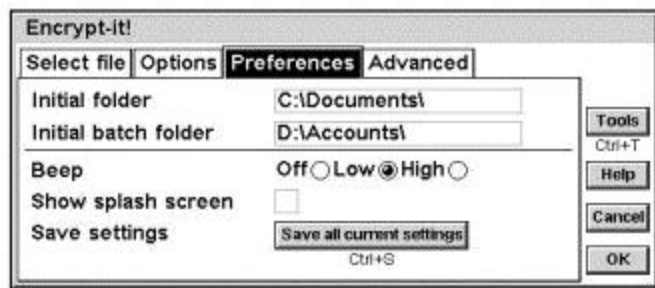 Encrypt-it!
Select file Options Preferences Advanced
Initial folder C:\Documents\
Initial batch folder D:\Accounts\
Beep Off Low High
Show splash screen
Save settings Save all current settings
Ctrl+S
Tools
Ctrl+T
Help
Cancel
OK